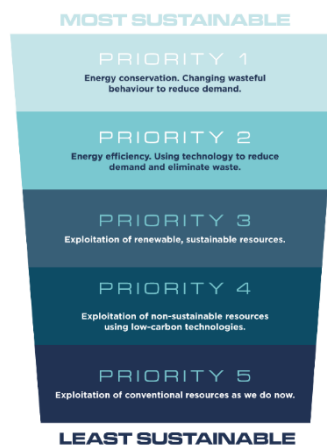 MOST SUSTAINABLE
PRIORITY 1
Energy conservation. Changing wasteful
behaviour to reduce demand.
PRIORITY 2
Energy efficiency. Using technology to reduce
demand and eliminate waste.
PRIORITY 3
Exploitation of renewable, sustainable resources.
PRIORITY 4
Exploitation of non-sustainable resources
using low-carbon technologies.
PRIORITY 5
Exploitation of conventional resources as we do now.
LEAST SUSTAINABLE